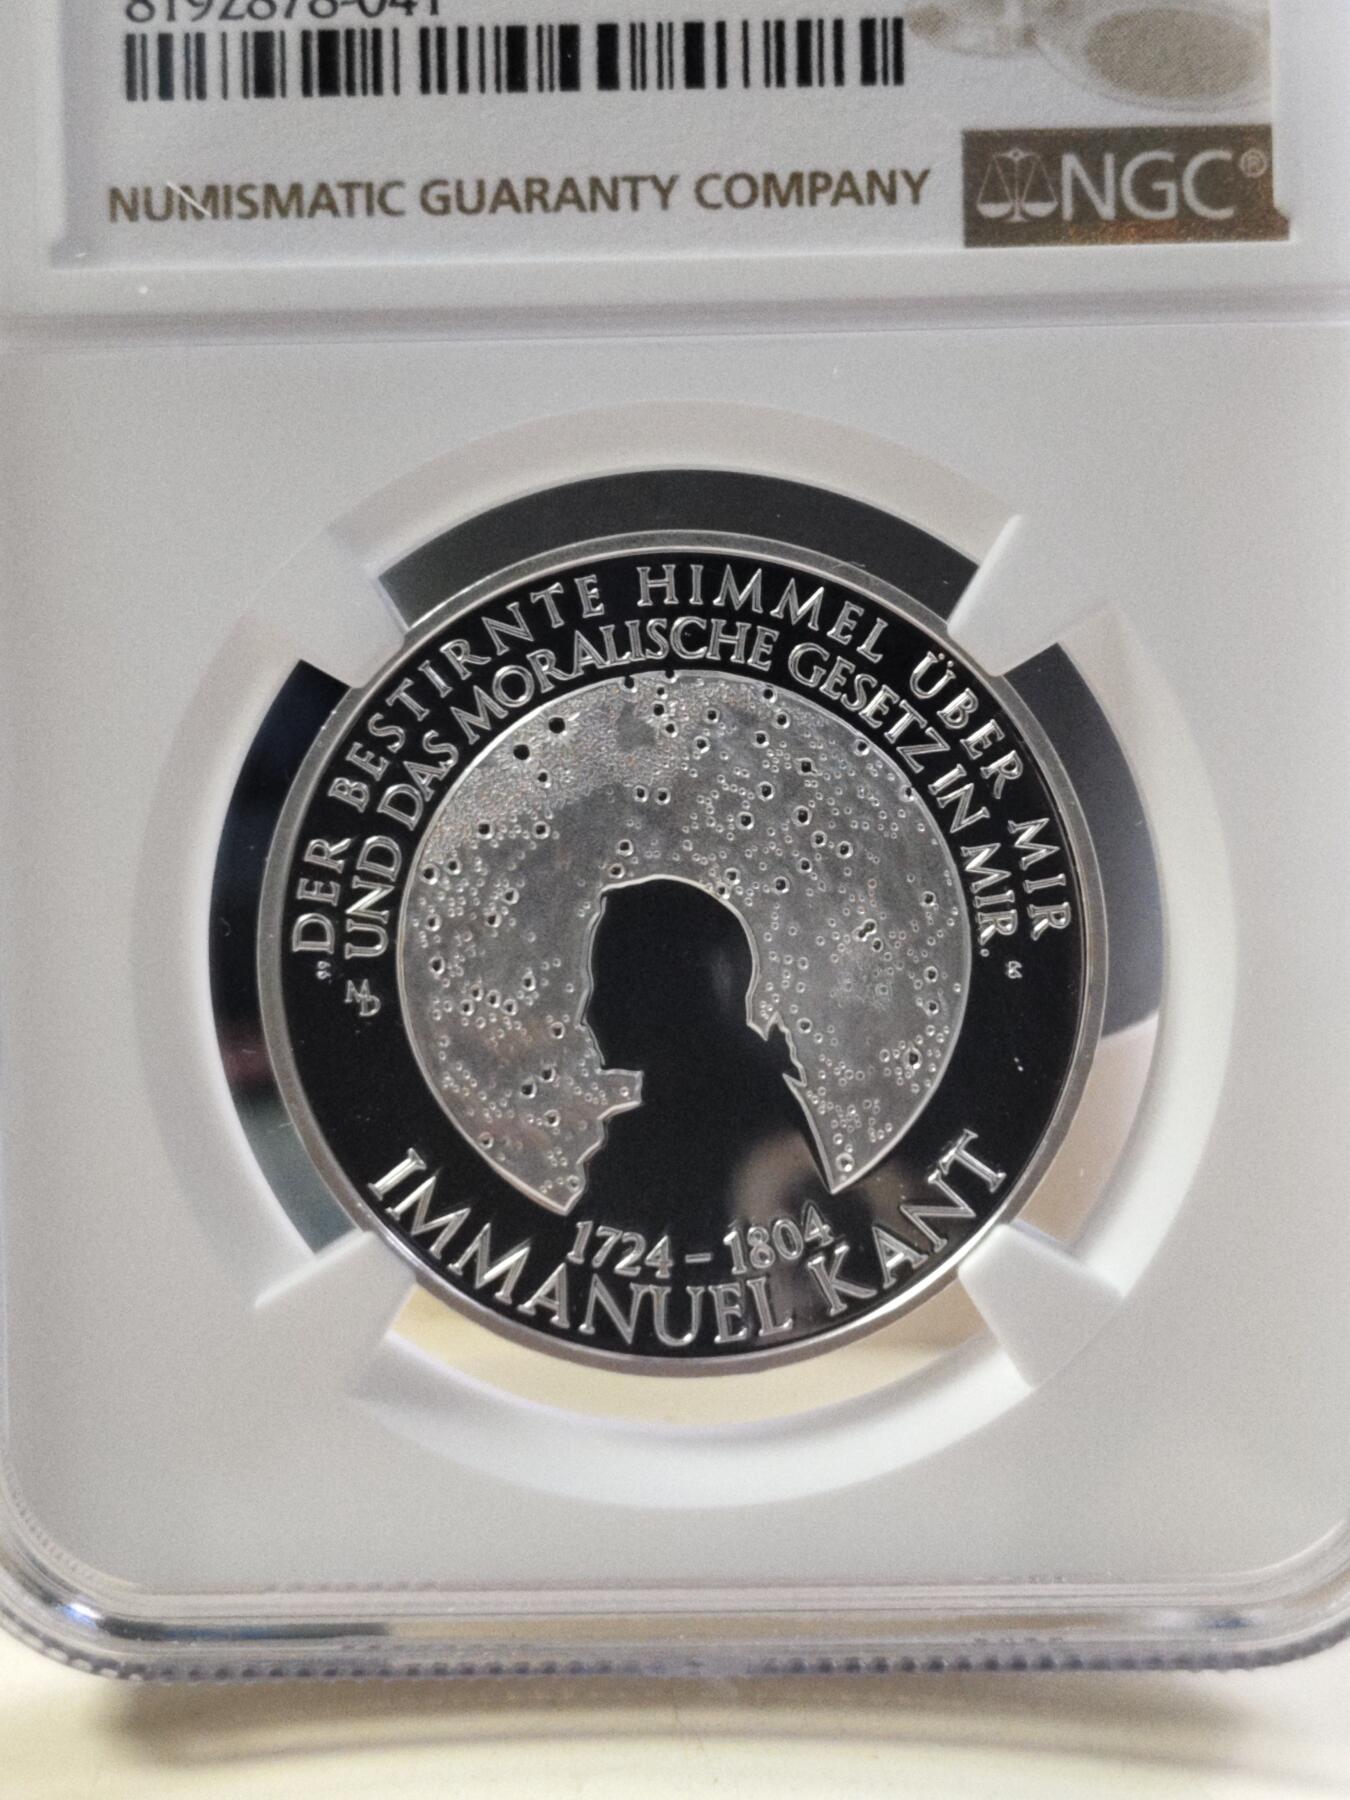 8192878-041
NUMISMATIC GUARANTY COMPANY
NGC®
„DER BESTIRNTE HIMMEL ÜBER MIR
UND DAS MORALISCHE GESETZ IN MIR.“
MD
1724 – 1804
IMMANUEL KANT